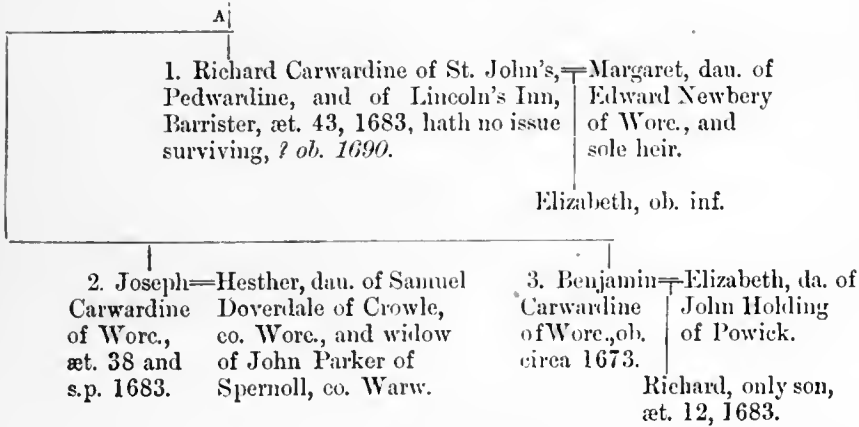 A
1. Richard Carwardine of St. John's,
Pedwardine, and of Lincoln's Inn,
Barrister, æt. 43, 1683, hath no issue
surviving, ? ob. 1690.
Margaret, dau. of
Edward Newbery
of Worc., and
sole heir.
Elizabeth, ob. inf.
2. Joseph
Carwardine
of Worc.,
æt. 38 and
s.p. 1683.
Hesther, dau. of Samuel
Doverdale of Crowle,
co. Worc., and widow
of John Parker of
Spernoll, co. Warw.
3. Benjamin
Carwardine
of Worc., ob.
circa 1673.
Elizabeth, da. of
John Holding
of Powick.
Richard, only son,
æt. 12, 1683.